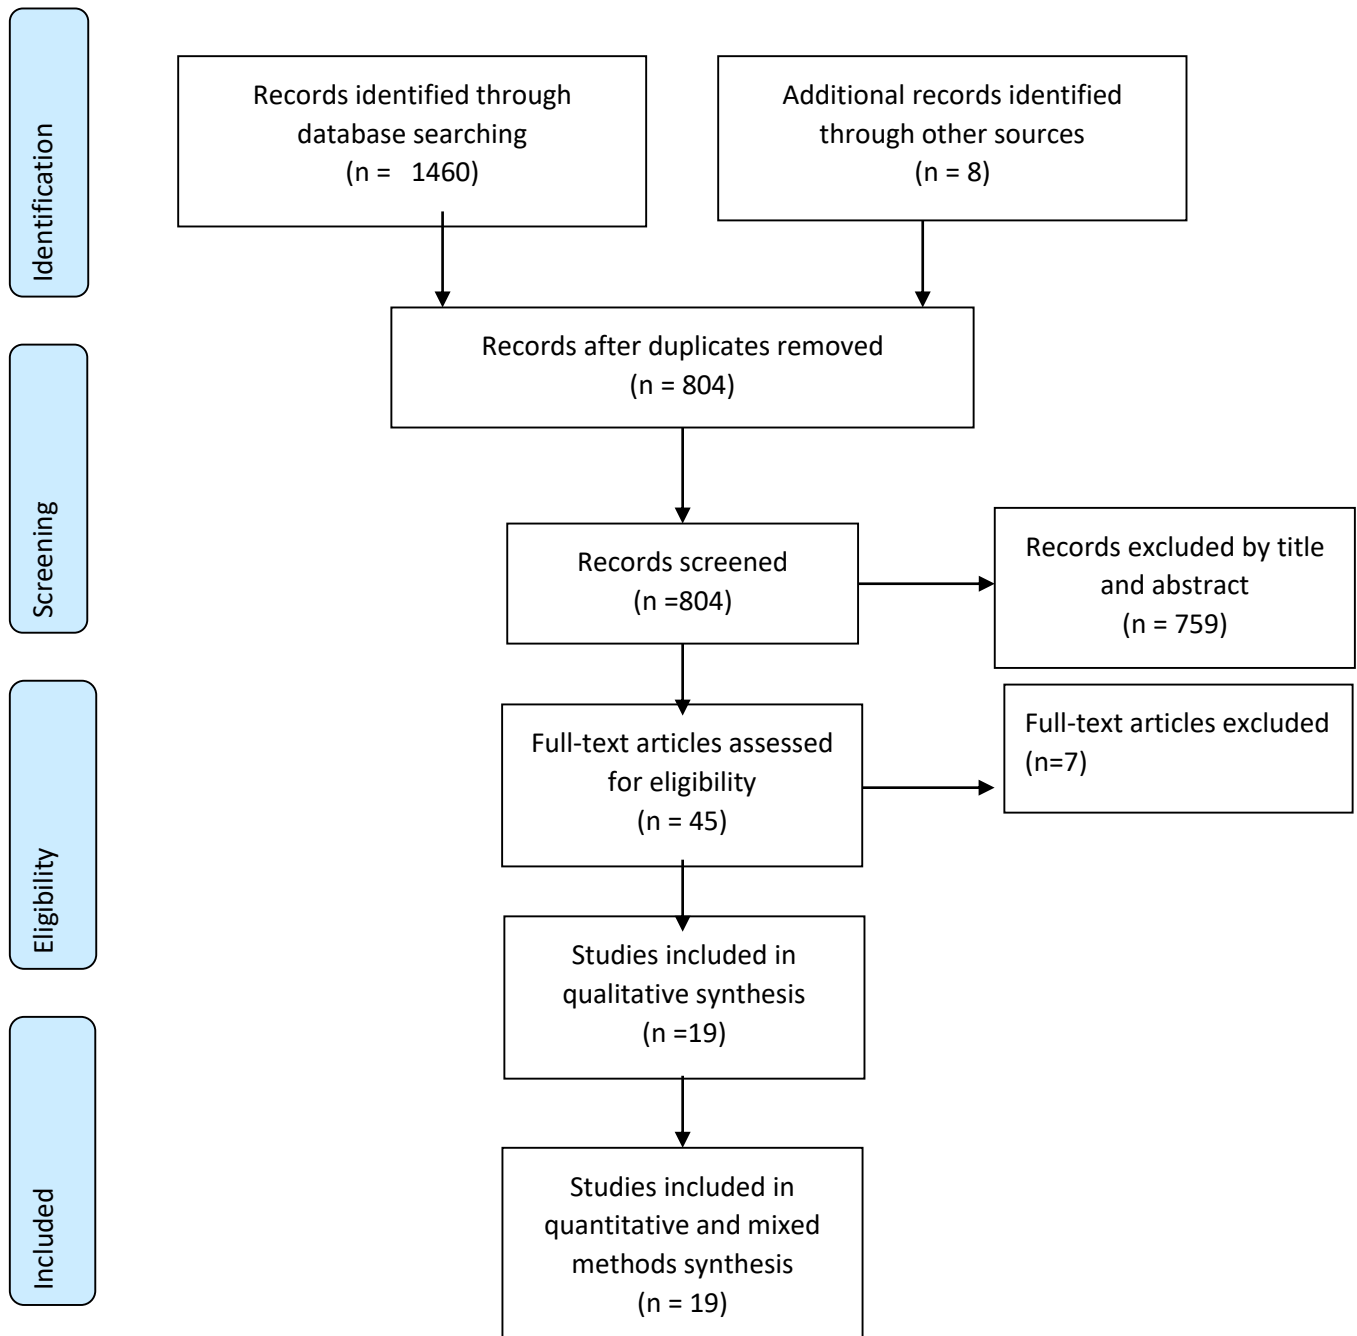 Identification
Records identified through
database searching
(n =   1460)
Additional records identified
through other sources
(n = 8)
Records after duplicates removed
(n = 804)
Screening
Records screened
(n =804)
Records excluded by title
and abstract
(n = 759)
Eligibility
Full-text articles assessed
for eligibility
(n = 45)
Full-text articles excluded
(n=7)
Studies included in
qualitative synthesis
(n =19)
Included
Studies included in
quantitative and mixed
methods synthesis
(n = 19)